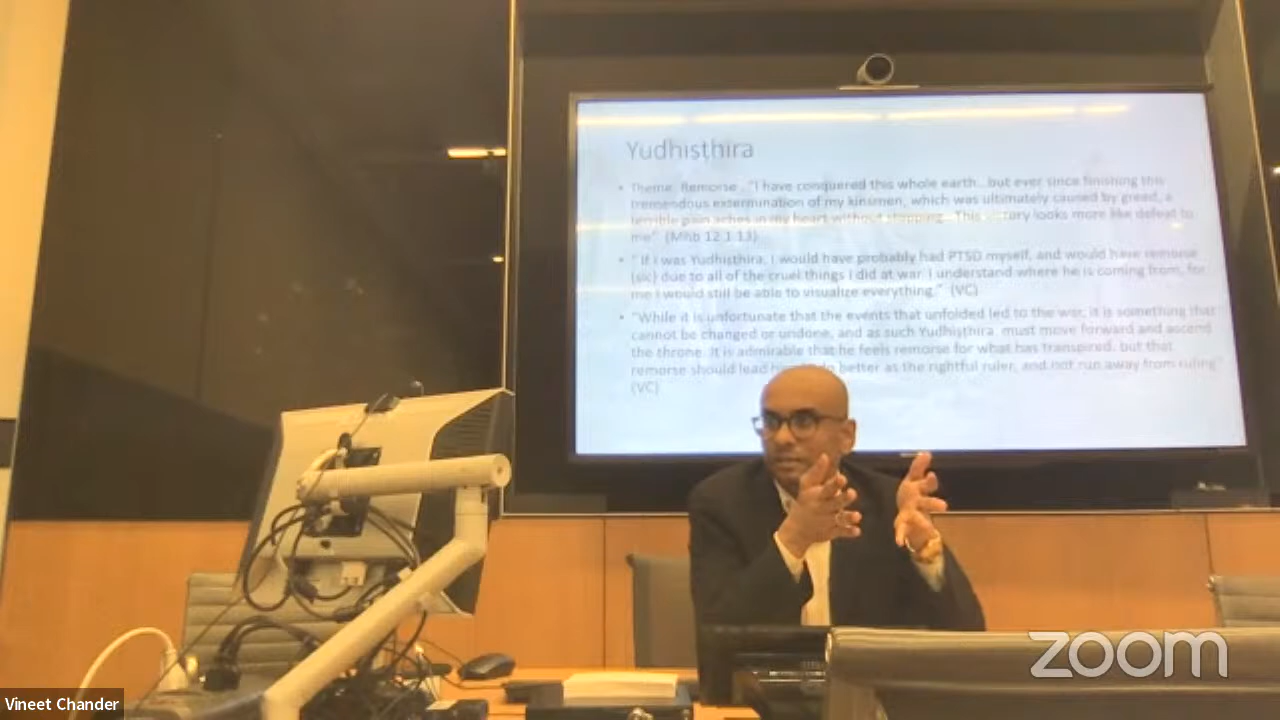 Yudhisthira
• Theme: Remorse. "I have conquered this whole earth...but ever since finishing this
tremendous extermination of my kinsmen, which was ultimately caused by greed, a
terrible pain aches in my heart without stopping. This victory looks more like defeat to
me" (Mhb 12.1.13)
• "If I was Yudhisthira, I would have probably had PTSD myself, and would have remorse
(sic) due to all of the cruel things I did at war. I understand where he is coming from, for
me I would still be able to visualize everything." (VC)
• "While it is unfortunate that the events that unfolded led to the war, it is something that
cannot be changed or undone, and as such Yudhisthira, must move forward and ascend
the throne. It is admirable that he feels remorse for what has transpired, but that
remorse should lead better as the rightful ruler, and not run away from ruling"
(VC)
zoom
Vineet Chander